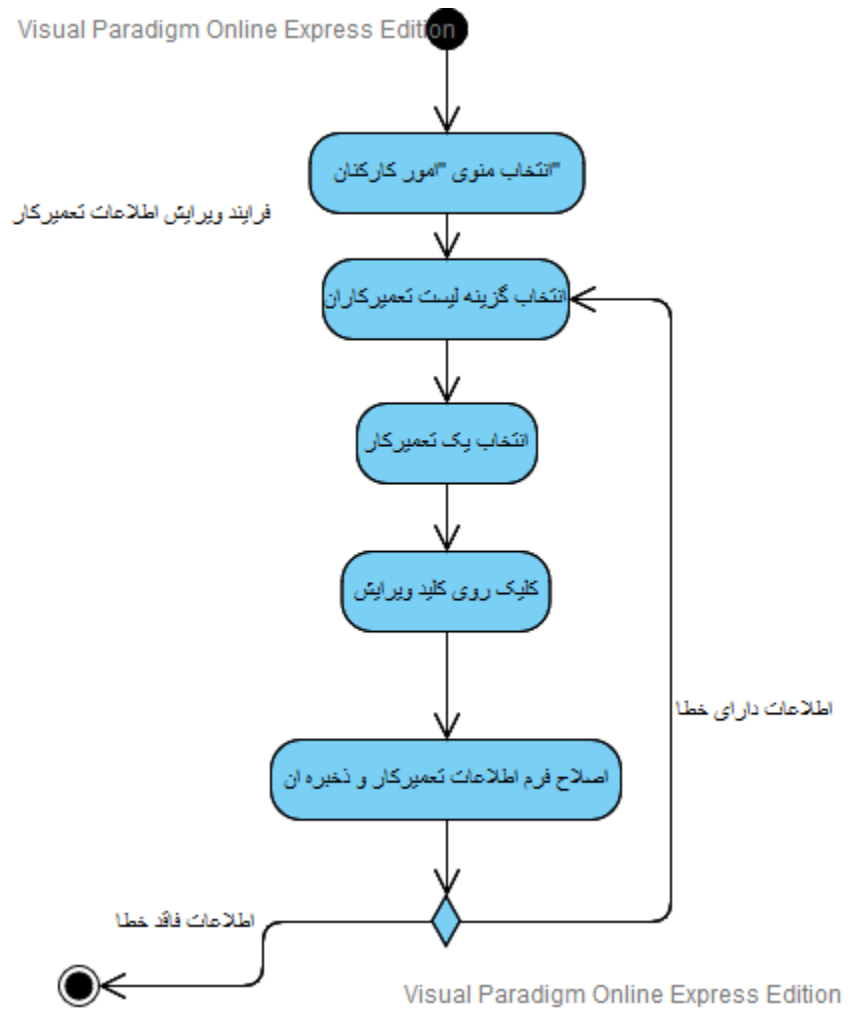 Visual Paradigm Online Express Edition
انتخاب منوی "امور کارکنان"
فرایند ویرایش اطلاعات تعمیرکار
انتخاب گزینه لیست تعمیرکاران
انتخاب یک تعمیرکار
کلیک روی کلید ویرایش
اطلاعات دارای خطا
اصلاح فرم اطلاعات تعمیرکار و ذخیره ان
اطلاعات فاقد خطا
Visual Paradigm Online Express Edition